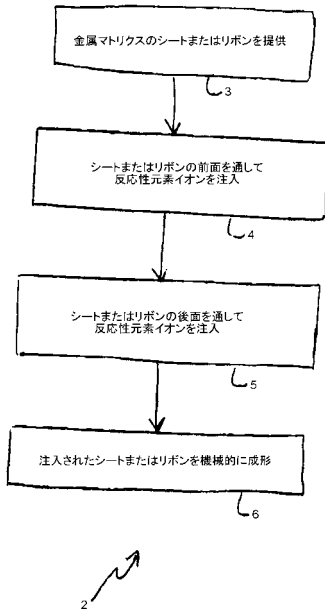 金属マトリクスのシートまたはリボンを提供
3
シートまたはリボンの前面を通して
反応性元素イオンを注入
4
シートまたはリボンの後面を通して
反応性元素イオンを注入
5
注入されたシートまたはリボンを機械的に成形
6
2